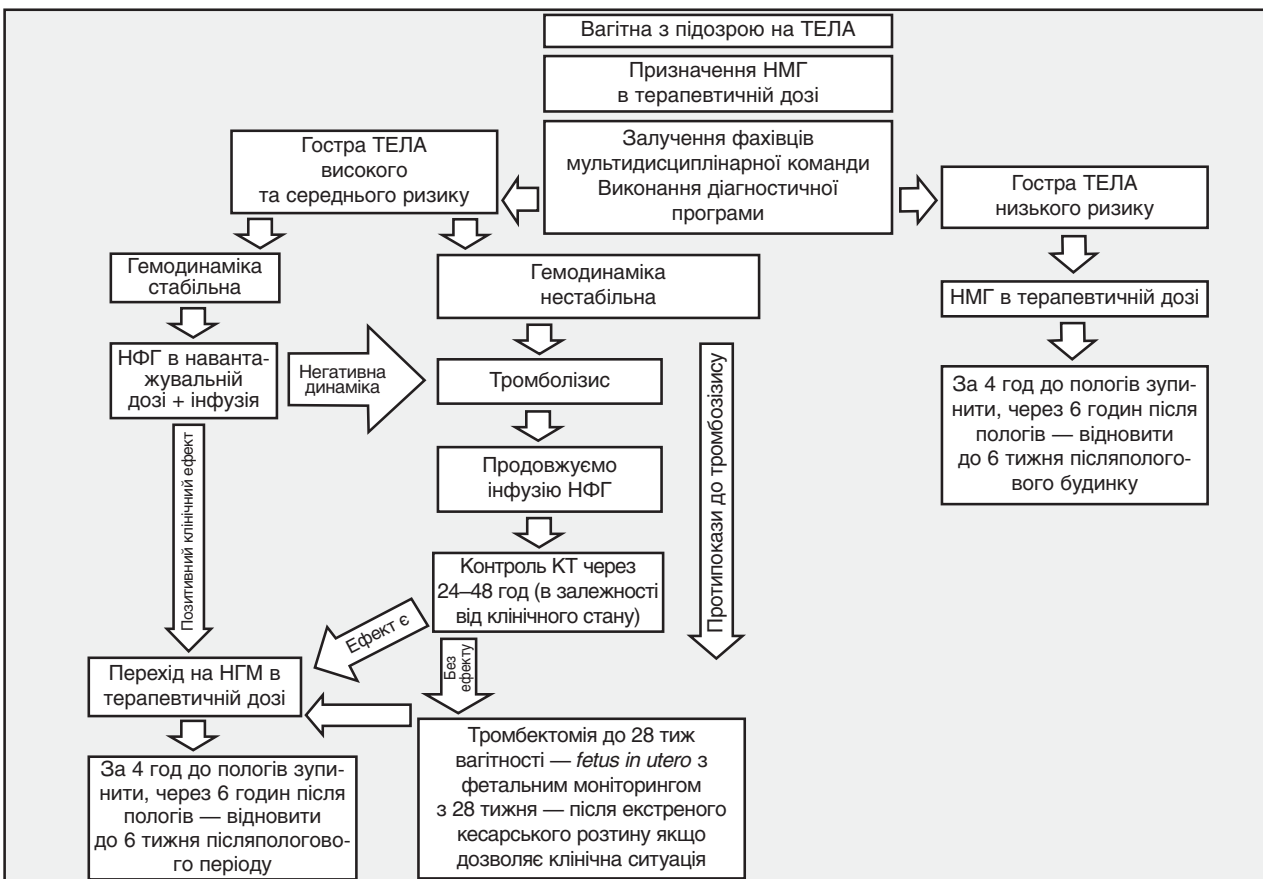 Вагітна з підозрою на ТЕЛА
Призначення НМГ
в терапевтичній дозі
Залучення фахівців
мультидисциплінарної команди
Виконання діагностичної
програми
Гостра ТЕЛА
високого
та середнього ризику
Гостра ТЕЛА
низького ризику
Гемодинаміка
стабільна
Гемодинаміка
нестабільна
НМГ в терапевтичній дозі
НФГ в наванта-
жувальній
дозі + інфузія
Негативна
динаміка
Тромболізис
Протипокази до тромбозізису
За 4 год до пологів зупи-
нити, через 6 годин після
пологів — відновити
до 6 тижня післяполого-
вого будинку
Позитивний клінічний ефект
Продовжуємо
інфузію НФГ
Контроль КТ через
24–48 год (в залежності
від клінічного стану)
Ефект є
Без
ефекту
Перехід на НГМ в
терапевтичній дозі
Тромбектомія до 28 тиж
вагітності — fetus in utero з
фетальним моніторингом
з 28 тижня — після екстреного
кесарського розтину якщо
дозволяє клінічна ситуація
За 4 год до пологів зупи-
нити, через 6 годин після
пологів — відновити
до 6 тижня післяпологово-
го періоду